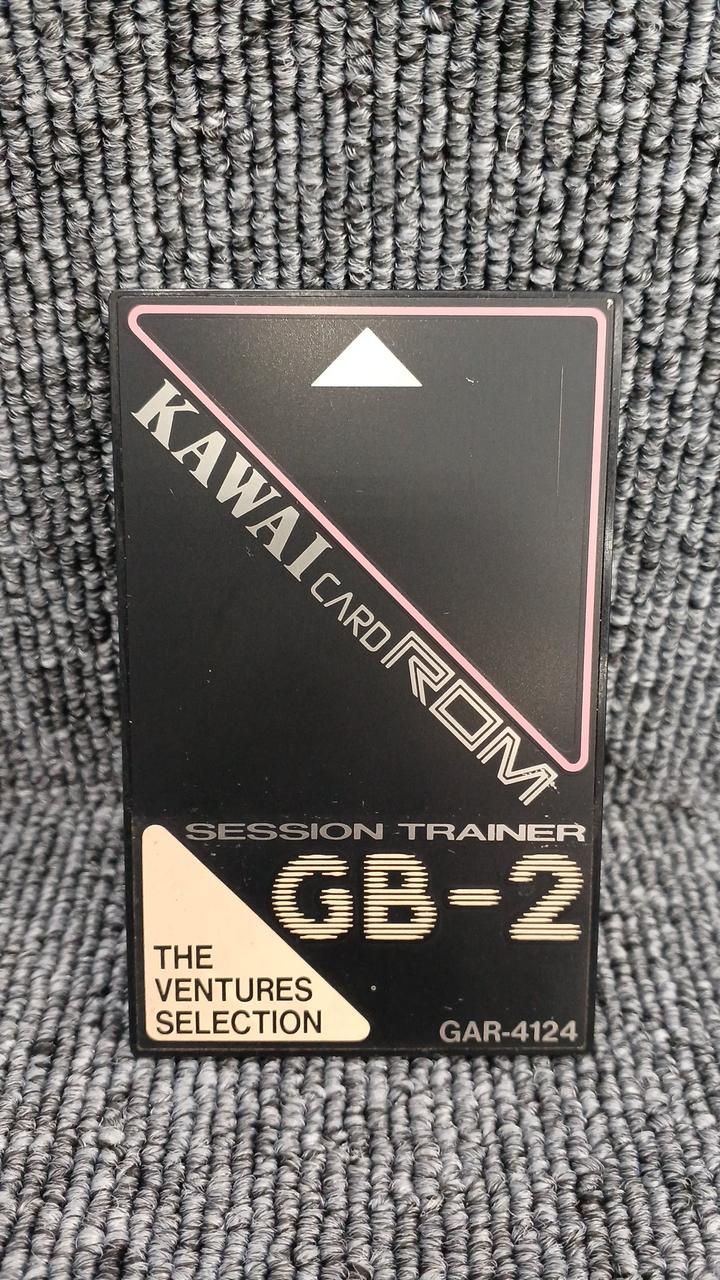 KAWAI CARD ROM
SESSION TRAINER
GB-2
THE
VENTURES
SELECTION
GAR-4124